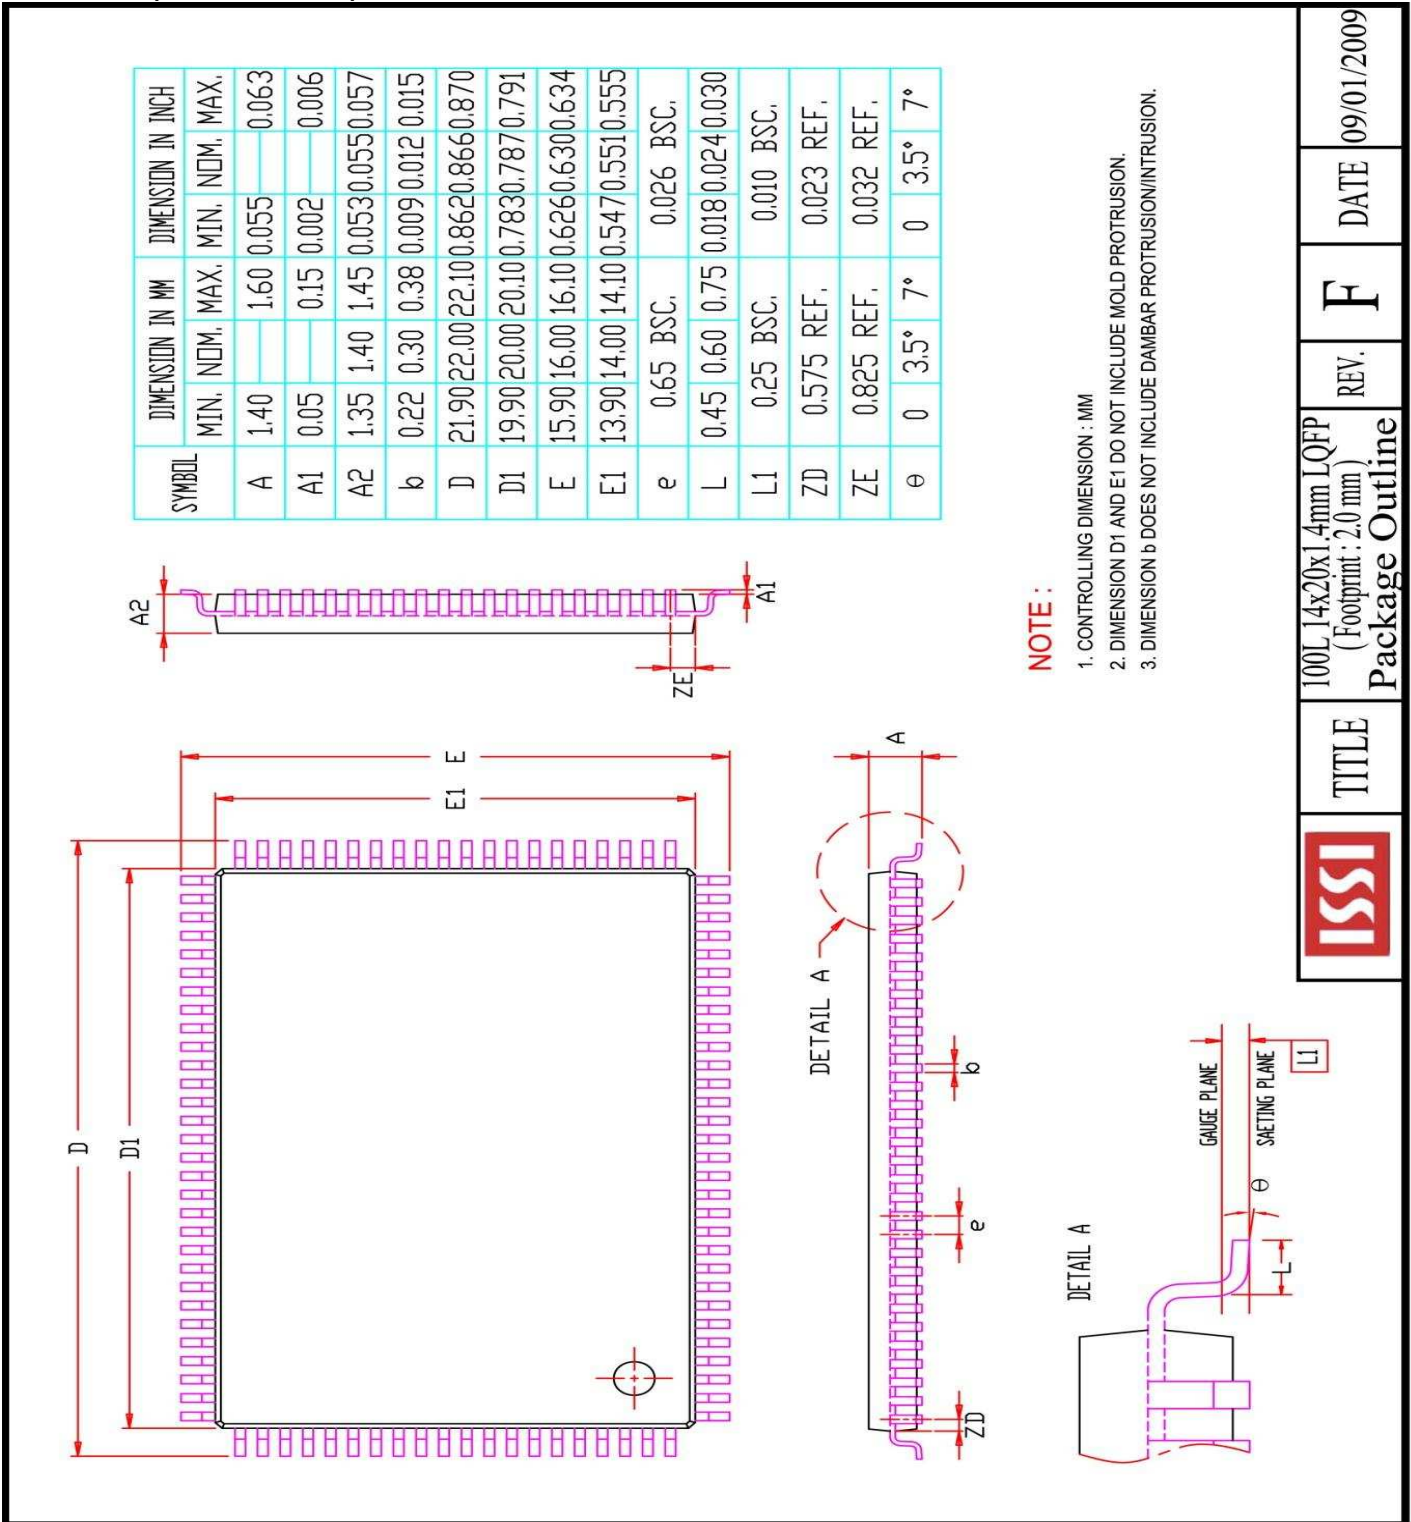 SYMBOL DIMENSION IN MM DIMENSION IN INCH
MIN. NOM. MAX. MIN. NOM. MAX.
A 1.40 1.60 0.055 0.063
A1 0.05 0.15 0.002 0.006
A2 1.35 1.40 1.45 0.053 0.055 0.057
b 0.22 0.30 0.38 0.009 0.012 0.015
D 21.90 22.00 22.10 0.862 0.866 0.870
D1 19.90 20.00 20.10 0.783 0.787 0.791
E 15.90 16.00 16.10 0.626 0.630 0.634
E1 13.90 14.00 14.10 0.547 0.551 0.555
e 0.65 BSC. 0.026 BSC.
L 0.45 0.60 0.75 0.018 0.024 0.030
L1 0.25 BSC. 0.010 BSC.
ZD 0.575 REF. 0.023 REF.
ZE 0.825 REF. 0.032 REF.
θ 0 3.5° 7° 0 3.5° 7°
D
D1
E
E1
A2
A1
ZE
A
DETAIL A
b
e
ZD
DETAIL A
GAUGE PLANE
SAETING PLANE
L1
θ
L
NOTE :
1. CONTROLLING DIMENSION : MM
2. DIMENSION D1 AND E1 DO NOT INCLUDE MOLD PROTRUSION.
3. DIMENSION b DOES NOT INCLUDE DAMBAR PROTRUSION/INTRUSION.
ISSI
TITLE
100L 14x20x1.4mm LQFP
( Footprint : 2.0 mm )
Package Outline
REV.
F
DATE
09/01/2009